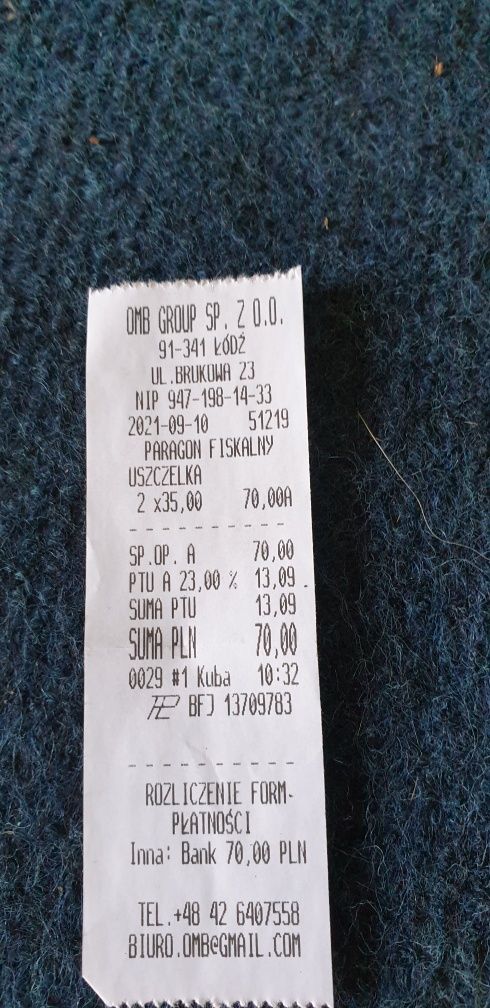 OMB GROUP SP. Z O.O.
91-341 ŁÓDŹ
UL.BRUKOWA 23
NIP 947-198-14-33
2021-09-10 51219
PARAGON FISKALNY
USZCZELKA
2 x35,00 70,00A
SP.OP. A 70,00
PTU A 23,00 % 13,09
SUMA PTU 13,09
SUMA PLN 70,00
0029 #1 Kuba 10:32
BFJ 13709783
ROZLICZENIE FORM-
PŁATNOŚCI
Inna: Bank 70,00 PLN
TEL.+48 42 6407558
BIURO.OMB@GMAIL.COM